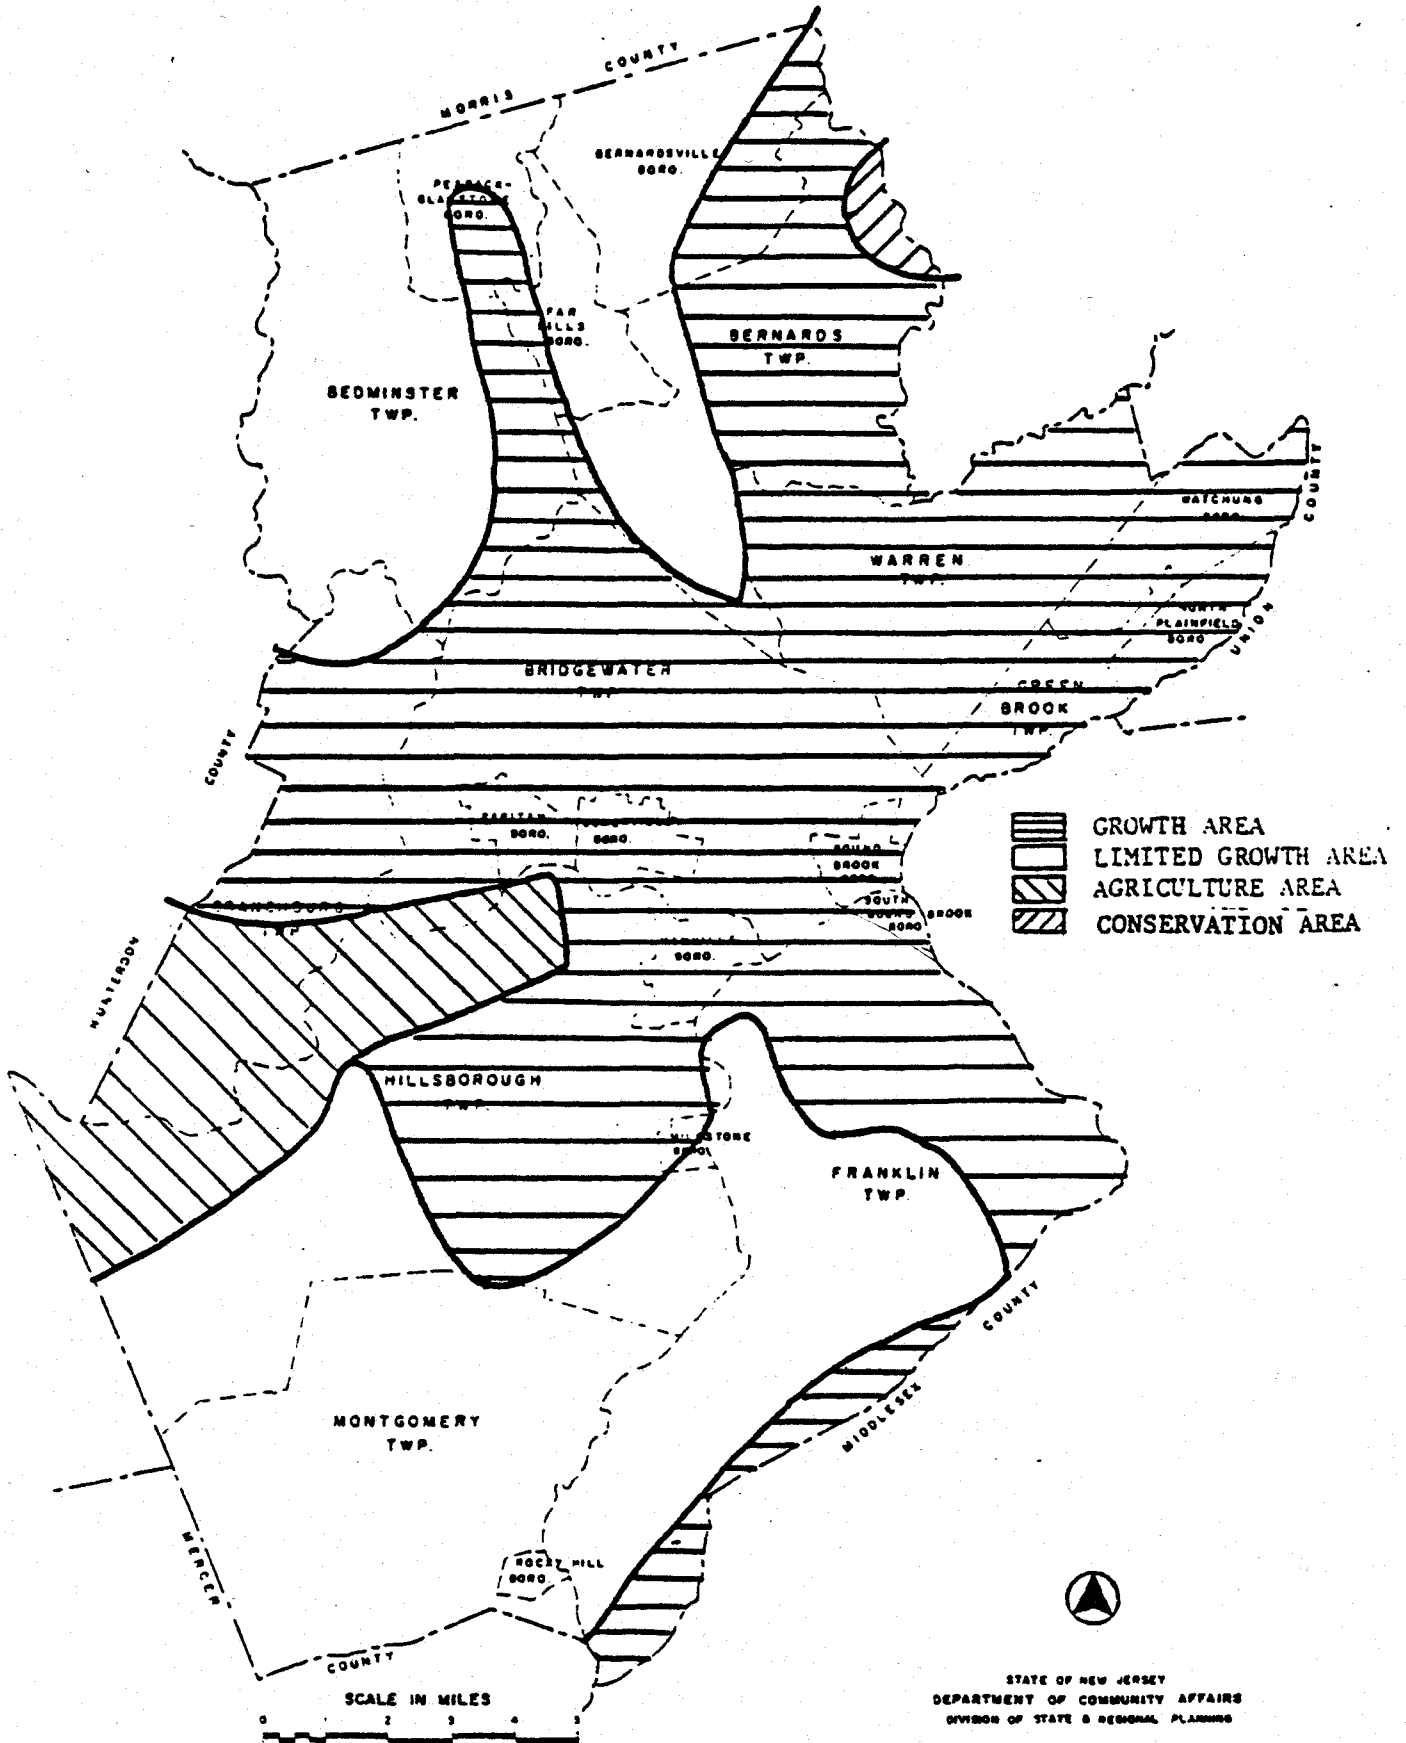 MORRIS COUNTY
BERNARDSVILLE
BORO.
PEAPACK-
GLADSTONE
BORO.
FAR
HILLS
BORO.
BERNARDS
TWP.
BEDMINSTER
TWP.
COUNTY
WATCHUNG
BORO.
WARREN
TWP.
NORTH
PLAINFIELD
BORO
UNION
BRIDGEWATER
TWP
GREEN
BROOK
TWP.
COUNTY
RARITAN
BORO.
BORO.
BOUND
BROOK
GROWTH AREA
LIMITED GROWTH AREA
AGRICULTURE AREA
CONSERVATION AREA
SOUTH
BOUND BROOK
BORO
BRANCHBURG
TWP
BORO.
HUNTERDON
HILLSBOROUGH
TWP.
MILLSTONE
BORO.
FRANKLIN
TWP.
COUNTY
MIDDLESEX
MONTGOMERY
TWP.
MERCER
ROCKY HILL
BORO.
COUNTY
SCALE IN MILES
0 2 3 4 5
STATE OF NEW JERSEY
DEPARTMENT OF COMMUNITY AFFAIRS
DIVISION OF STATE & REGIONAL PLANNING